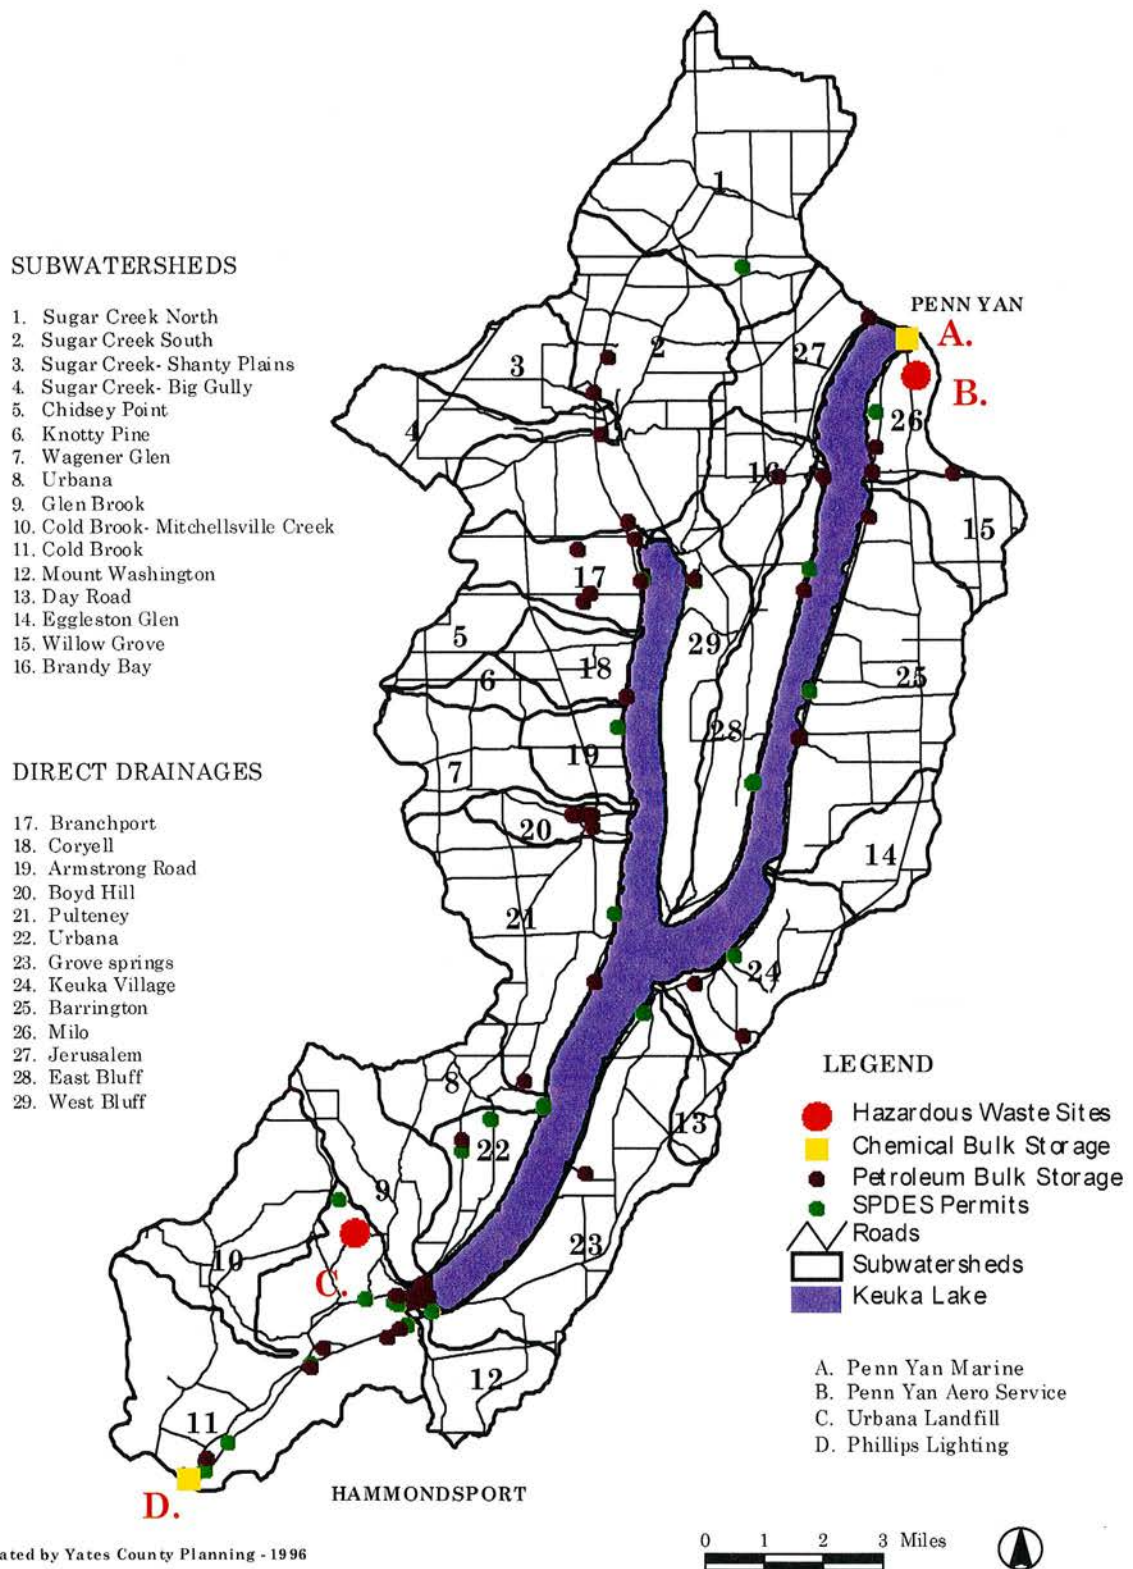 SUBWATERSHEDS
1. Sugar Creek North
2. Sugar Creek South
3. Sugar Creek- Shanty Plains
4. Sugar Creek- Big Gully
5. Chidsey Point
6. Knotty Pine
7. Wagener Glen
8. Urbana
9. Glen Brook
10. Cold Brook- Mitchellsville Creek
11. Cold Brook
12. Mount Washington
13. Day Road
14. Eggleston Glen
15. Willow Grove
16. Brandy Bay
DIRECT DRAINAGES
17. Branchport
18. Coryell
19. Armstrong Road
20. Boyd Hill
21. Pulteney
22. Urbana
23. Grove springs
24. Keuka Village
25. Barrington
26. Milo
27. Jerusalem
28. East Bluff
29. West Bluff
1
PENN YAN
A.
2
27
3
B.
26
4
16
15
17
5
29
18
6
25
28
19
7
20
14
21
24
8
13
22
9
23
10
C.
12
11
D.
HAMMONDSPORT
LEGEND
Hazardous Waste Sites
Chemical Bulk Storage
Petroleum Bulk Storage
SPDES Permits
Roads
Subwatersheds
Keuka Lake
A. Penn Yan Marine
B. Penn Yan Aero Service
C. Urbana Landfill
D. Phillips Lighting
ated by Yates County Planning - 1996
0 1 2 3 Miles